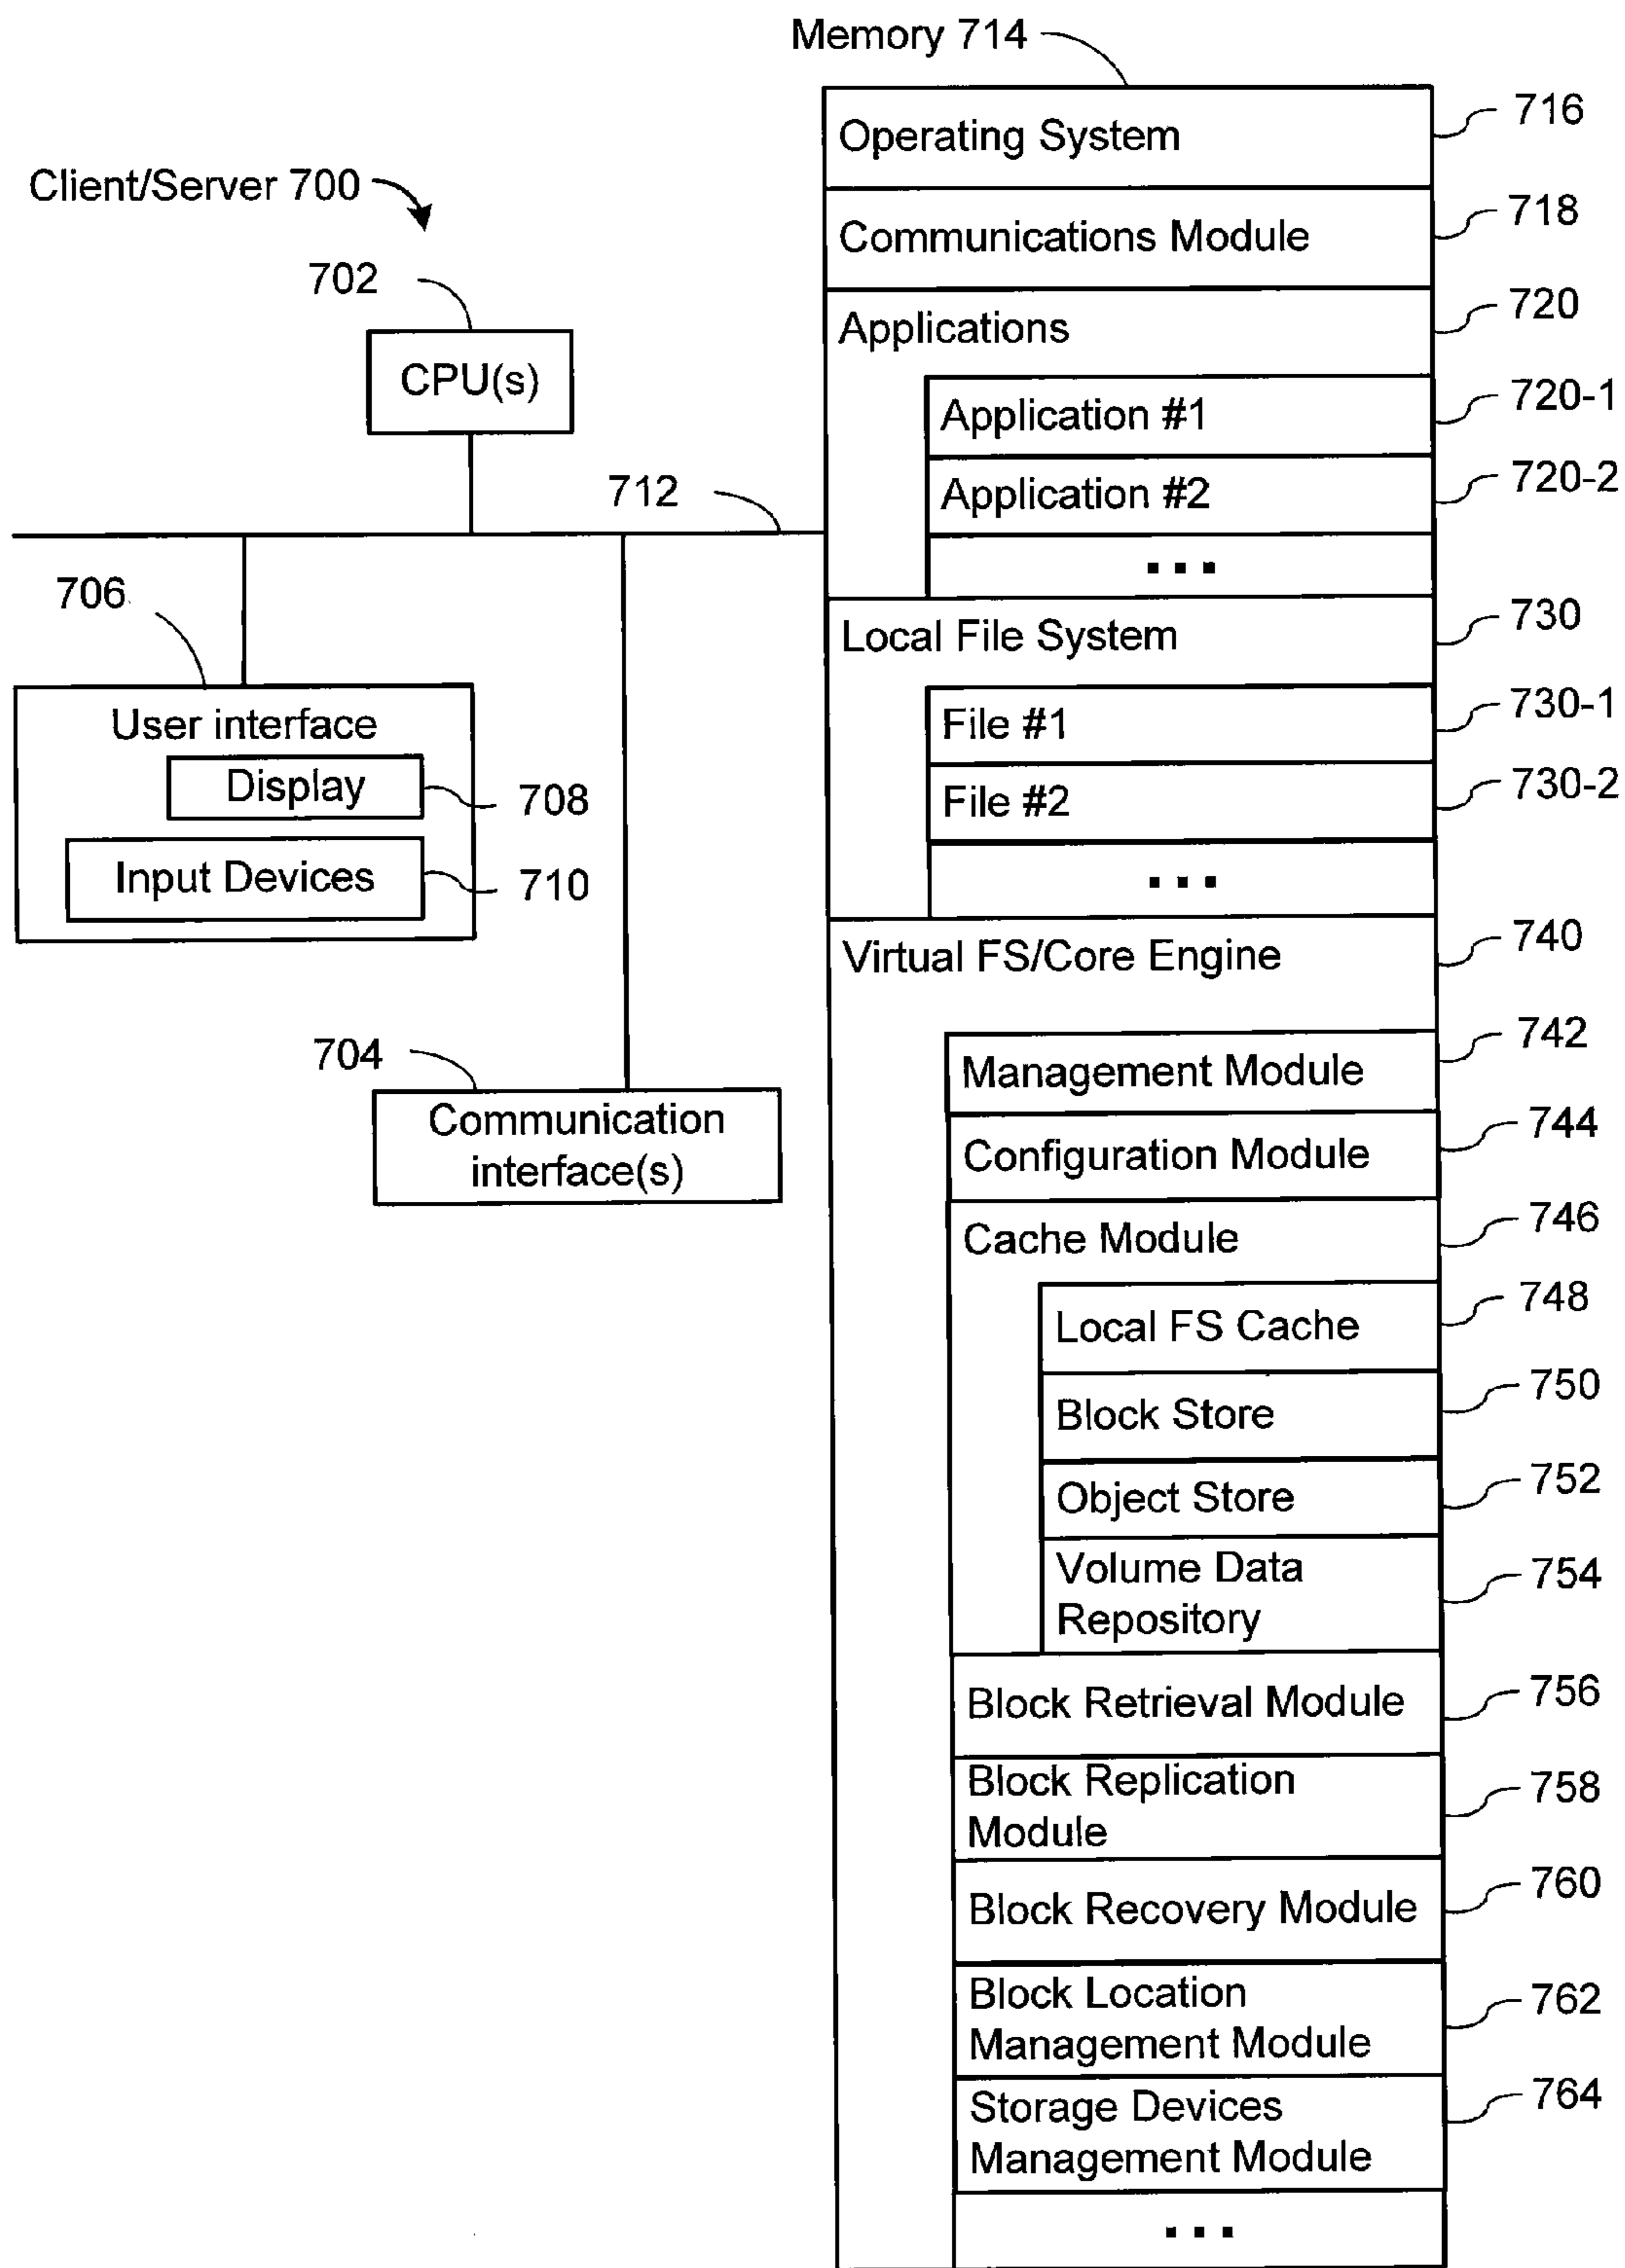 Memory 714
Operating System
716
Client/Server 700
Communications Module
718
702
Applications
720
CPU(s)
Application #1
720-1
712
Application #2
720-2
...
706
Local File System
730
User interface
File #1
730-1
Display
708
File #2
730-2
Input Devices
710
...
Virtual FS/Core Engine
740
704
Management Module
742
Communication
interface(s)
Configuration Module
744
Cache Module
746
Local FS Cache
748
Block Store
750
Object Store
752
Volume Data
Repository
754
Block Retrieval Module
756
Block Replication
Module
758
Block Recovery Module
760
Block Location
Management Module
762
Storage Devices
Management Module
764
...